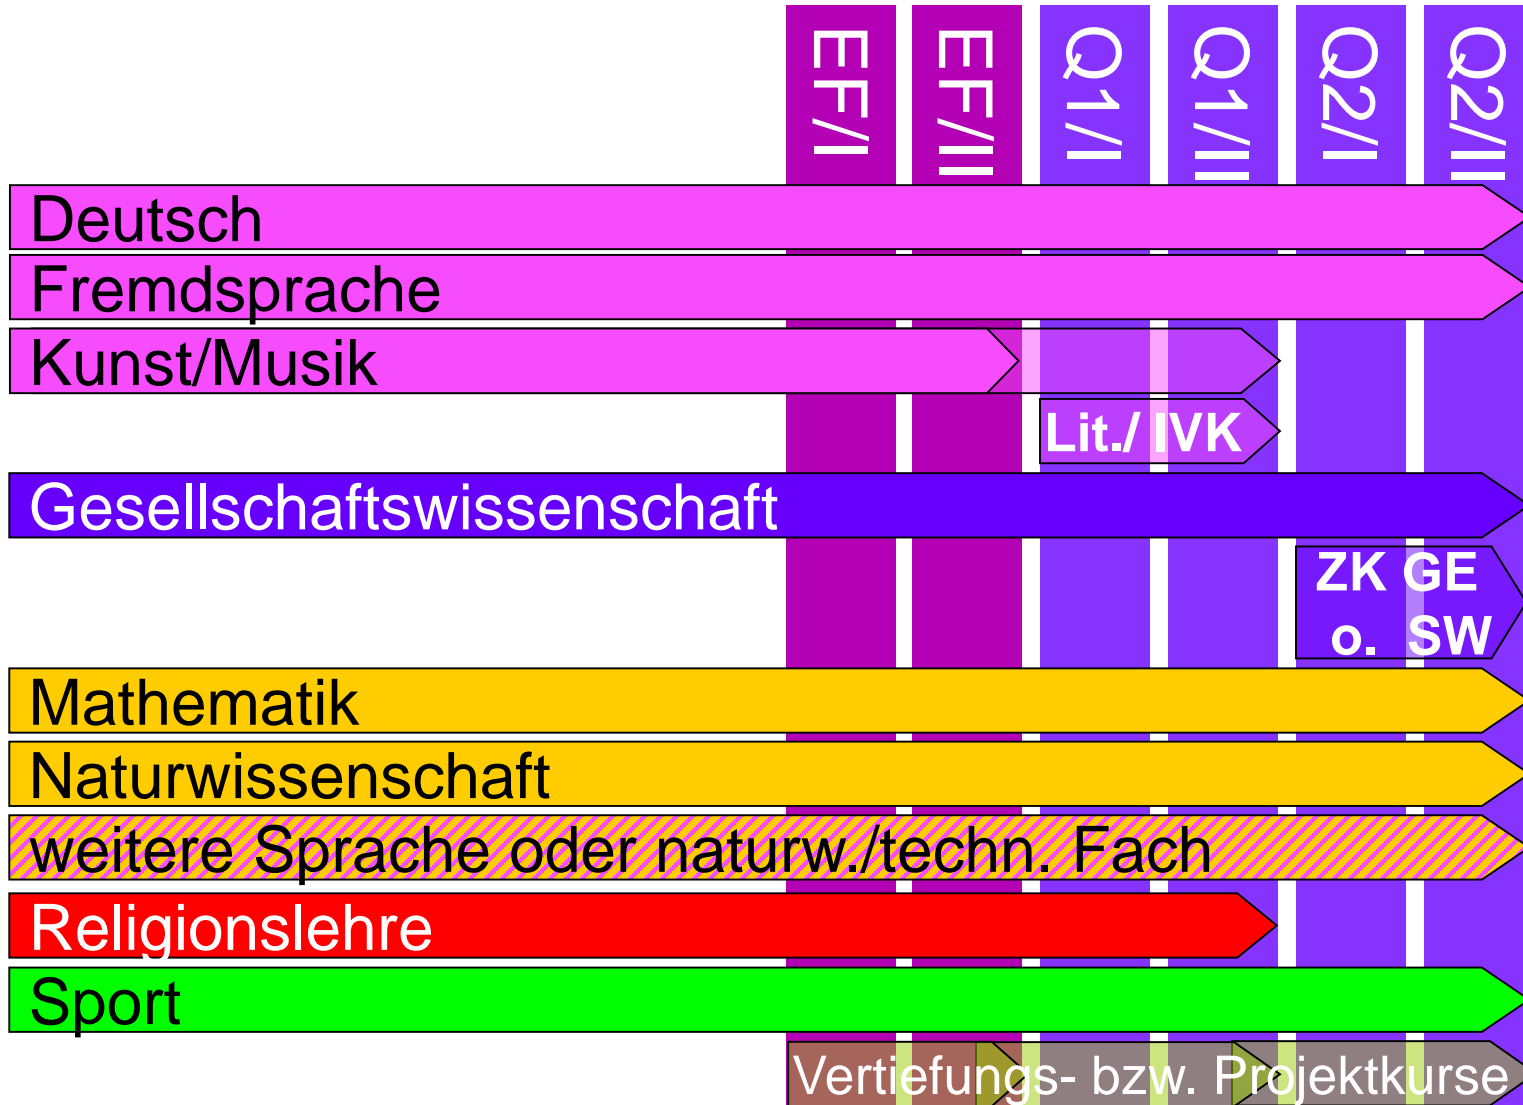 EF/I
EF/II
Q1/I
Q1/II
Q2/I
Q2/II
Deutsch
Fremdsprache
Kunst/Musik
Lit./ IVK
Gesellschaftswissenschaft
ZK GE
o. SW
Mathematik
Naturwissenschaft
weitere Sprache oder naturw./techn. Fach
Religionslehre
Sport
Vertiefungs- bzw. Projektkurse